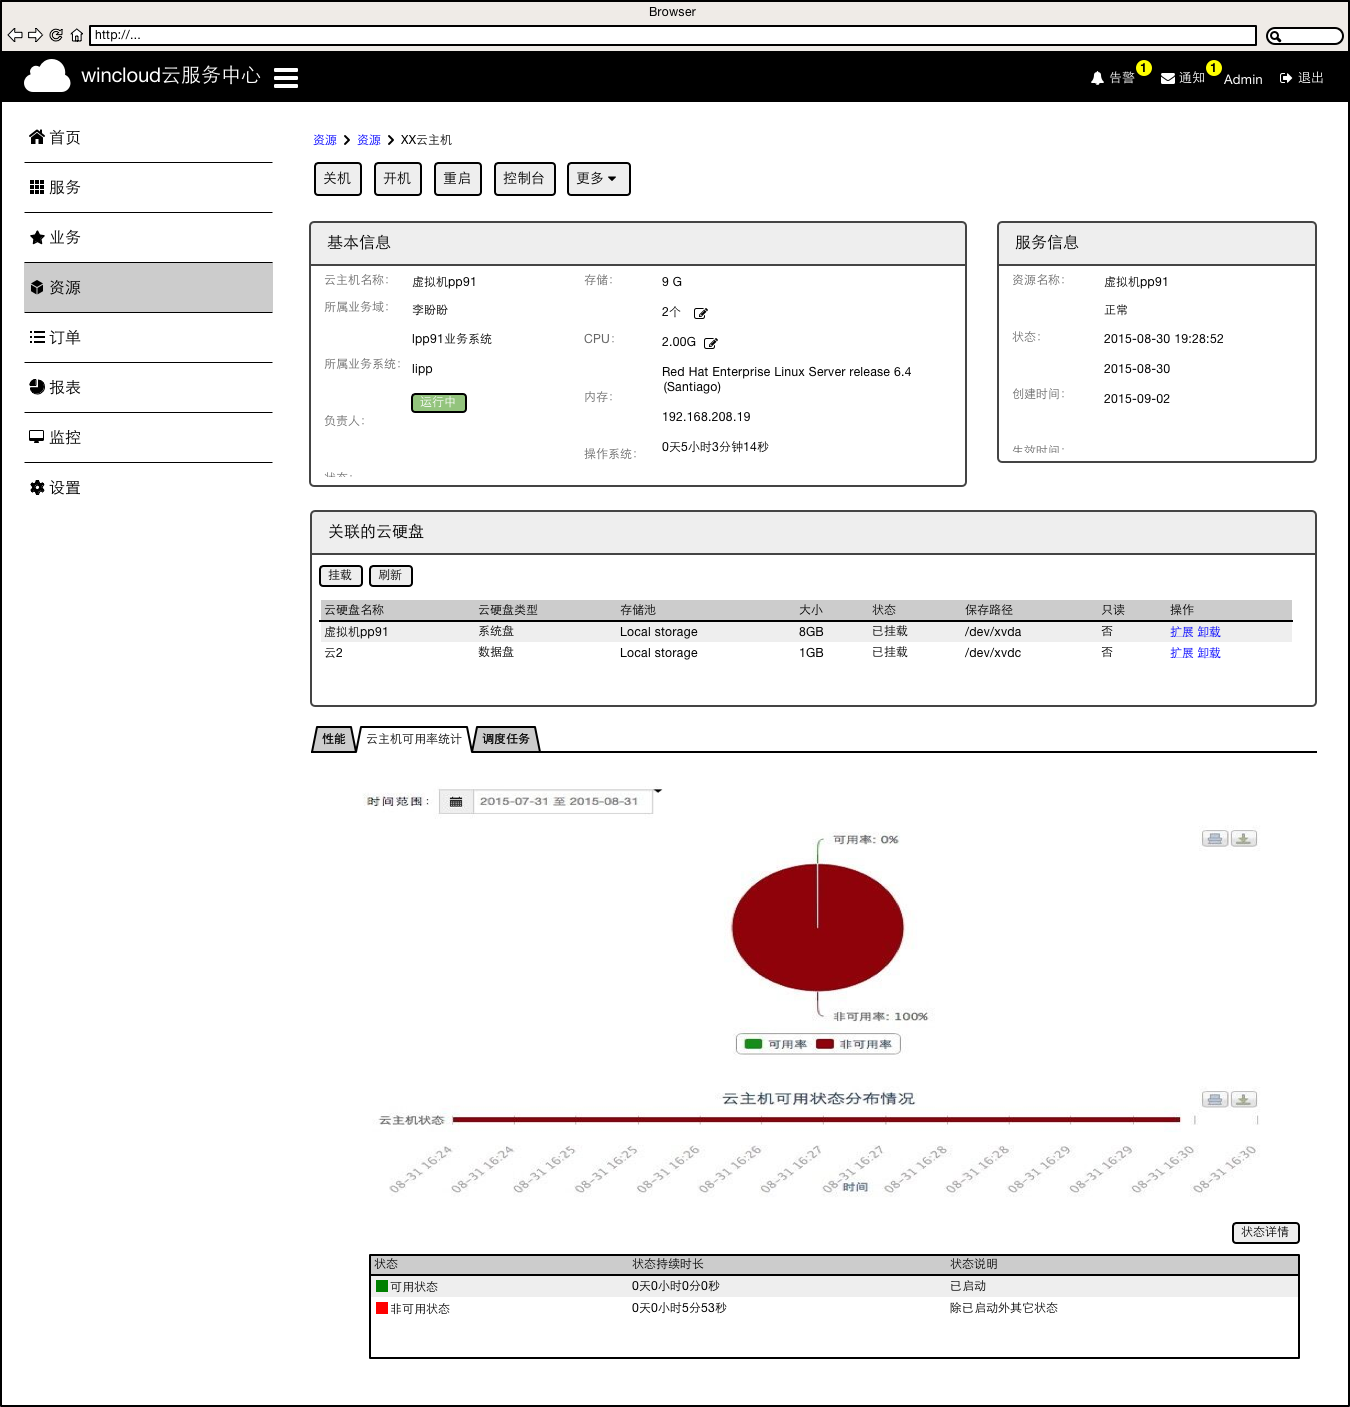 Browser
http://...
wincloud云服务中心
告警 1 通知 1 Admin 退出
首页
服务
业务
资源
订单
报表
监控
设置
资源 资源 XX云主机
关机 开机 重启 控制台 更多
基本信息
云主机名称: 虚拟机pp91 存储: 9 G
所属业务域: 李盼盼 2个
lpp91业务系统 CPU: 2.00G
所属业务系统: lipp Red Hat Enterprise Linux Server release 6.4
(Santiago)
运行中 内存:
负责人: 192.168.208.19
操作系统: 0天5小时3分钟14秒
状态:
服务信息
资源名称: 虚拟机pp91
正常
状态: 2015-08-30 19:28:52
2015-08-30
创建时间: 2015-09-02
生效时间:
关联的云硬盘
挂载 刷新
云硬盘名称 云硬盘类型 存储池 大小 状态 保存路径 只读 操作
虚拟机pp91 系统盘 Local storage 8GB 已挂载 /dev/xvda 否 扩展 卸载
云2 数据盘 Local storage 1GB 已挂载 /dev/xvdc 否 扩展 卸载
性能 云主机可用率统计 调度任务
时间范围: 2015-07-31 至 2015-08-31
可用率: 0%
非可用率: 100%
可用率 非可用率
云主机可用状态分布情况
云主机状态
08-31 16:24 08-31 16:24 08-31 16:25 08-31 16:25 08-31 16:26 08-31 16:26 08-31 16:27 08-31 16:27 08-31 16:28 08-31 16:28 08-31 16:29 08-31 16:29 08-31 16:30 08-31 16:30
时间
状态详情
状态 状态持续时长 状态说明
可用状态 0天0小时0分0秒 已启动
非可用状态 0天0小时5分53秒 除已启动外其它状态